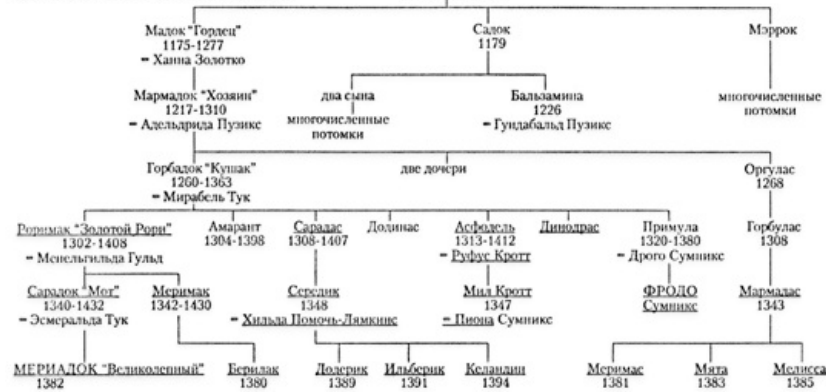 Мадок "Гордец" Садок Мэррок
1175-1277 1179
= Ханна Золотко
Мармадок "Хозяин" два сына Бальзамина
1217-1310 многочисленные 1226 многочисленные
= Адельдрида Пузикс потомки = Гундабальд Пузикс потомки
Горбадок "Кушак" две дочери Оргулас
1260-1363 1268
= Мирабель Тук
Роримак "Золотой Рори" Амарант Сарадас Додинас Асфодель Динодрас Примула Горбулас
1302-1408 1304-1398 1308-1407 1313-1412 1320-1380 1308
= Менельгильда Гульд = Руфус Кротт = Дрого Сумникс
Сарадок "Мот" Меримак Середик Мил Кротт ФРОДО Мармадас
1340-1432 1342-1430 1348 1347 Сумникс 1343
= Эсмеральда Тук = Хильда Помочь-Лямкинс = Пиона Сумникс
МЕРИАДОК "Великолепный" Берилак Додерик Ильберик Келандин Меримас Мята Мелисса
1382 1380 1389 1391 1394 1381 1383 1385